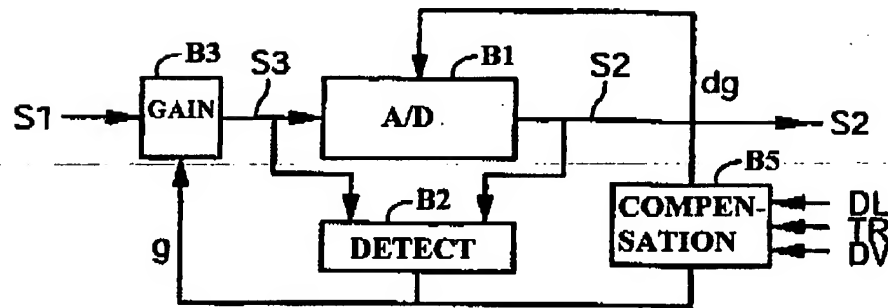 B3
S3
B1
S2
dg
S1
GAIN
A/D
S2
B5
B2
DETECT
g
COMPEN-
SATION
DL
TR
DV